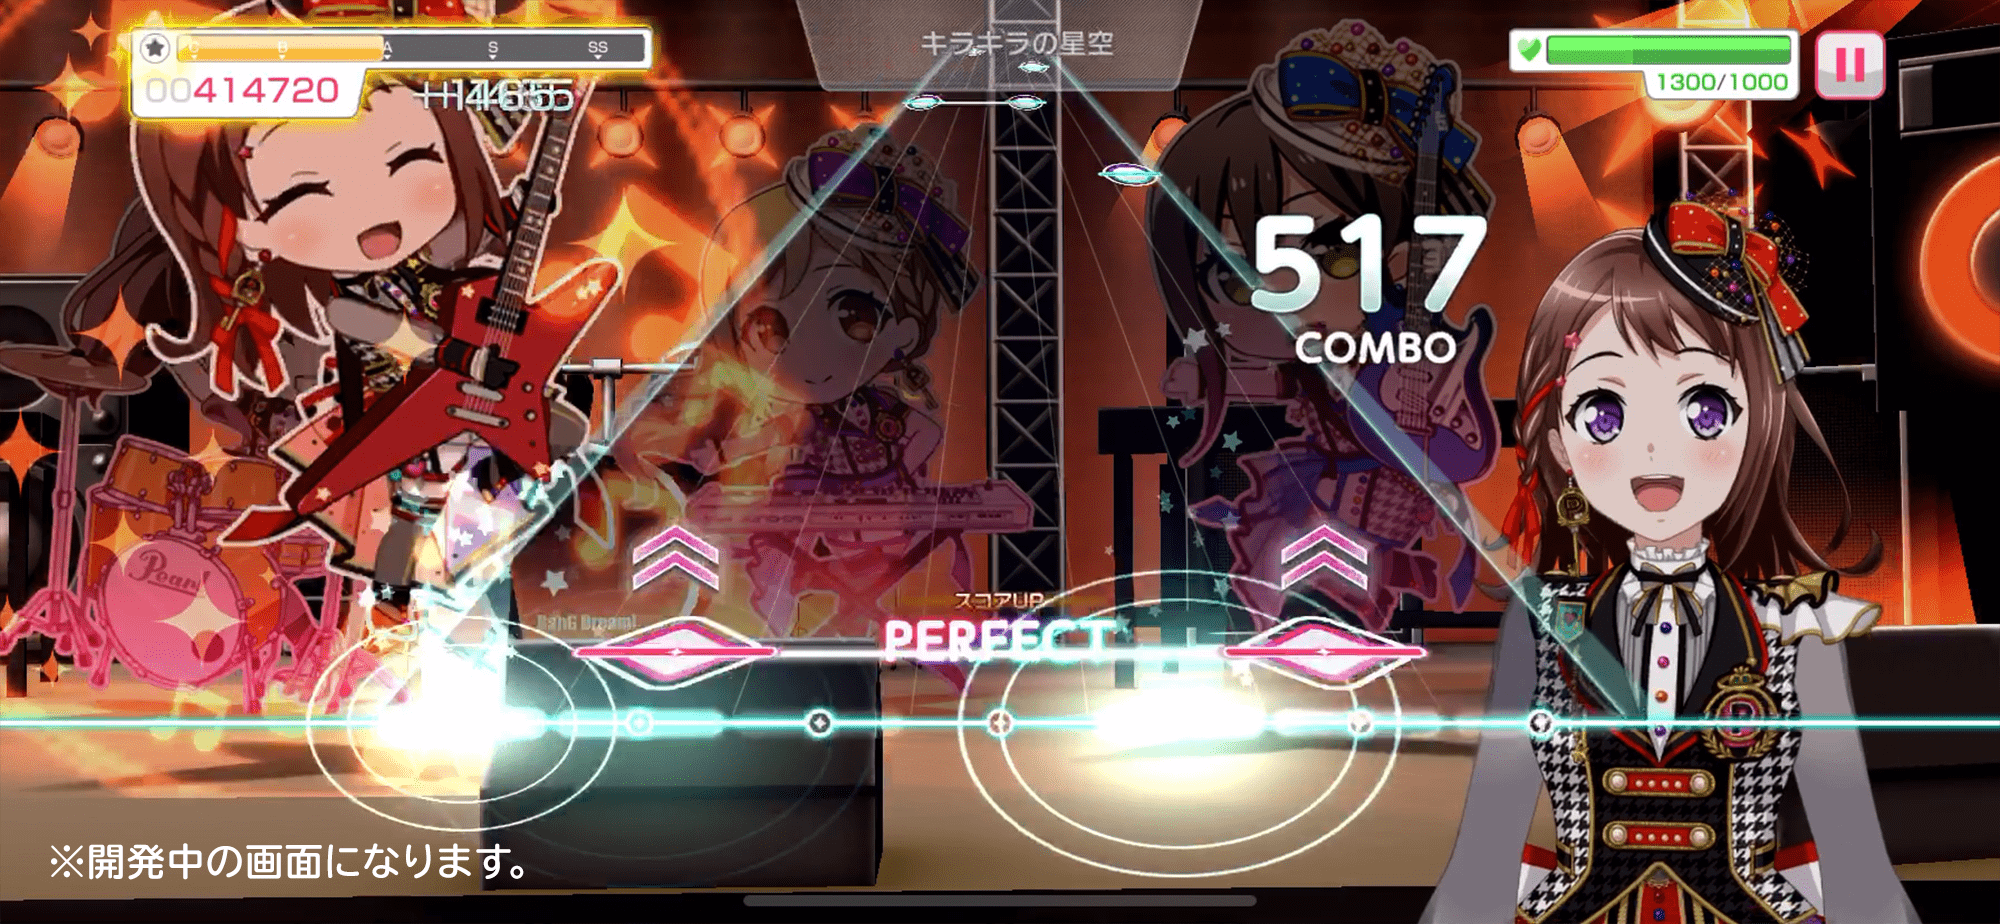 C B A S SS
00414720
キラキラの星空
1300/1000
517
COMBO
Pearl
スコアUP
PERFECT
※開発中の画面になります。